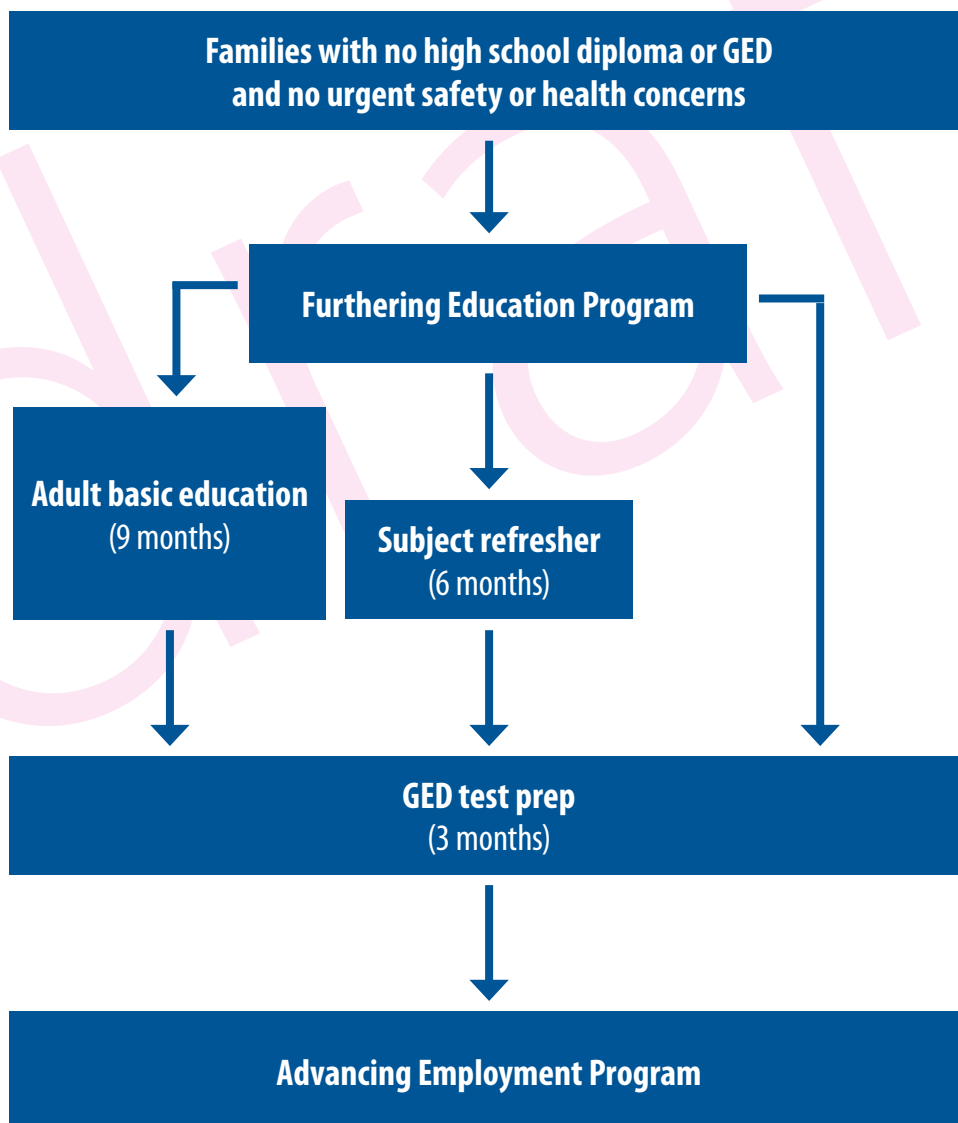 Families with no high school diploma or GED
and no urgent safety or health concerns
Furthering Education Program
Adult basic education
(9 months)
Subject refresher
(6 months)
GED test prep
(3 months)
Advancing Employment Program